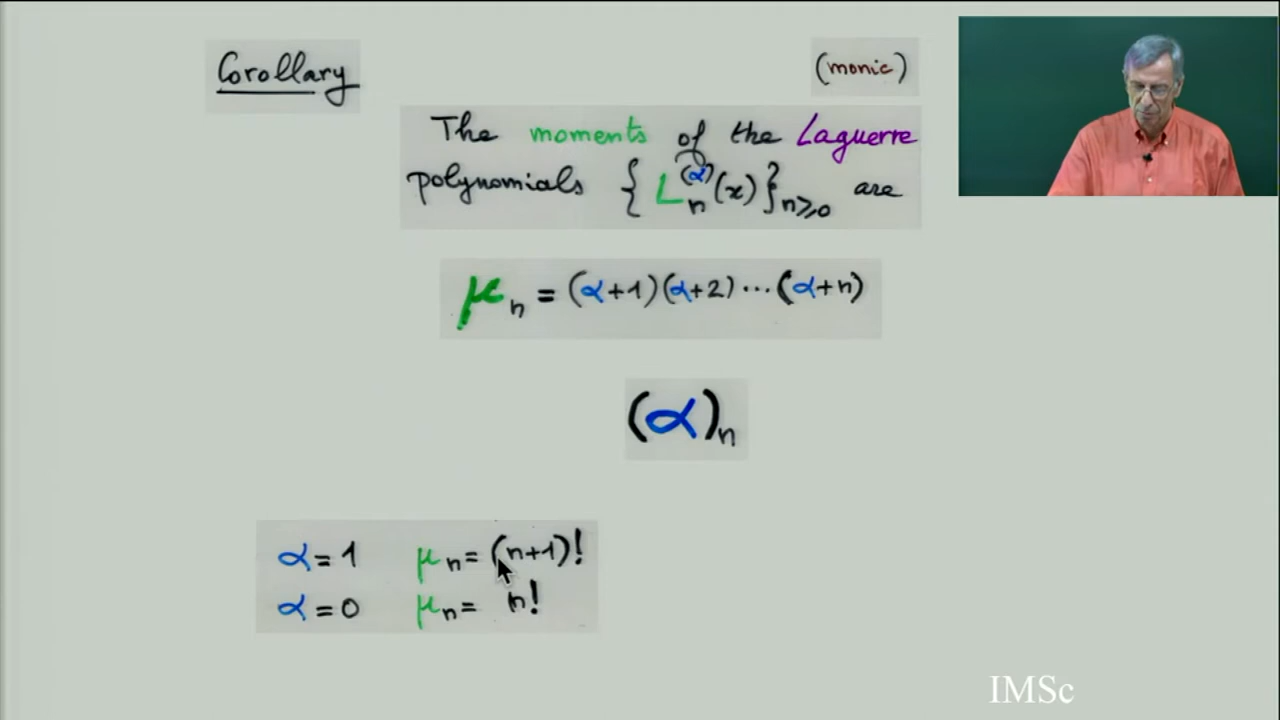 Corollary
(monic)
The moments of the Laguerre
polynomials {L_n^{(α)}(x)}_{n⩾0} are
μ_n = (α+1)(α+2)⋯(α+n)
(α)_n
α = 1 μ_n = (n+1)!
α = 0 μ_n = n!
IMSc